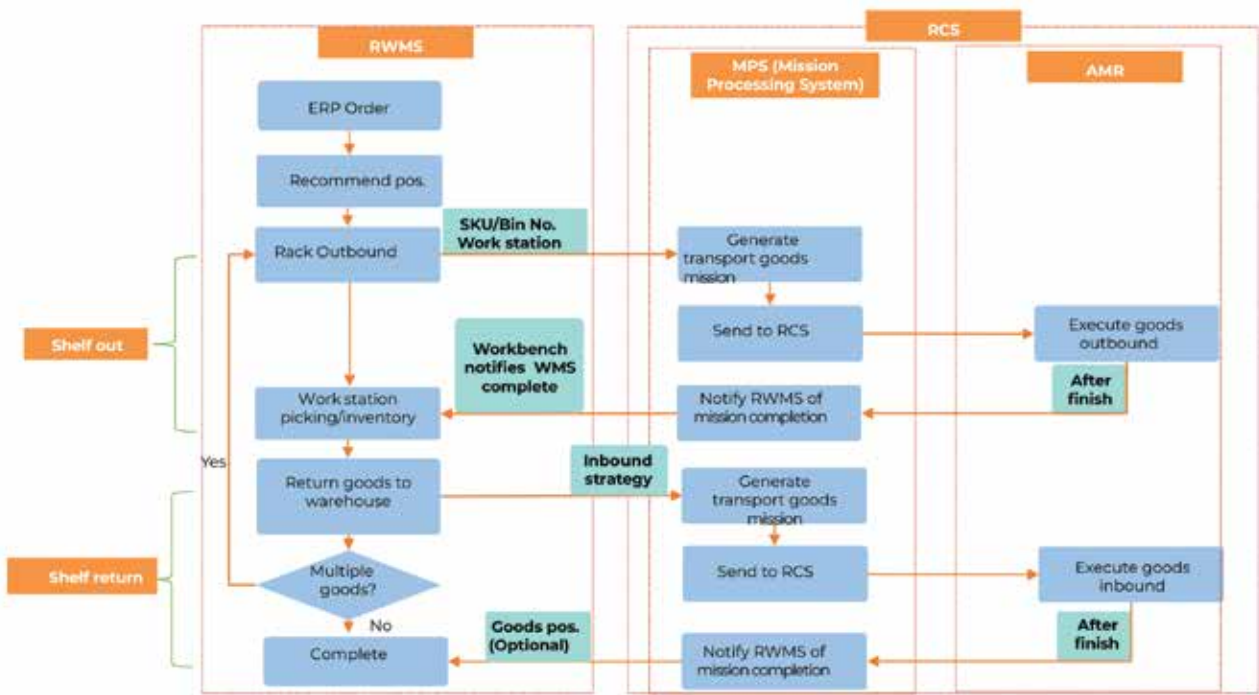 RWMS
RCS
MPS (Mission
Processing System)
AMR
ERP Order
Recommend pos.
Rack Outbound
SKU/Bin No.
Work station
Generate
transport goods
mission
Shelf out
Send to RCS
Execute goods
outbound
Workbench
notifies WMS
complete
After
finish
Work station
picking/inventory
Notify RWMS of
mission completion
Yes
Return goods to
warehouse
Inbound
strategy
Generate
transport goods
mission
Shelf return
Multiple
goods?
Send to RCS
Execute goods
inbound
No
Complete
Goods pos.
(Optional)
Notify RWMS of
mission completion
After
finish